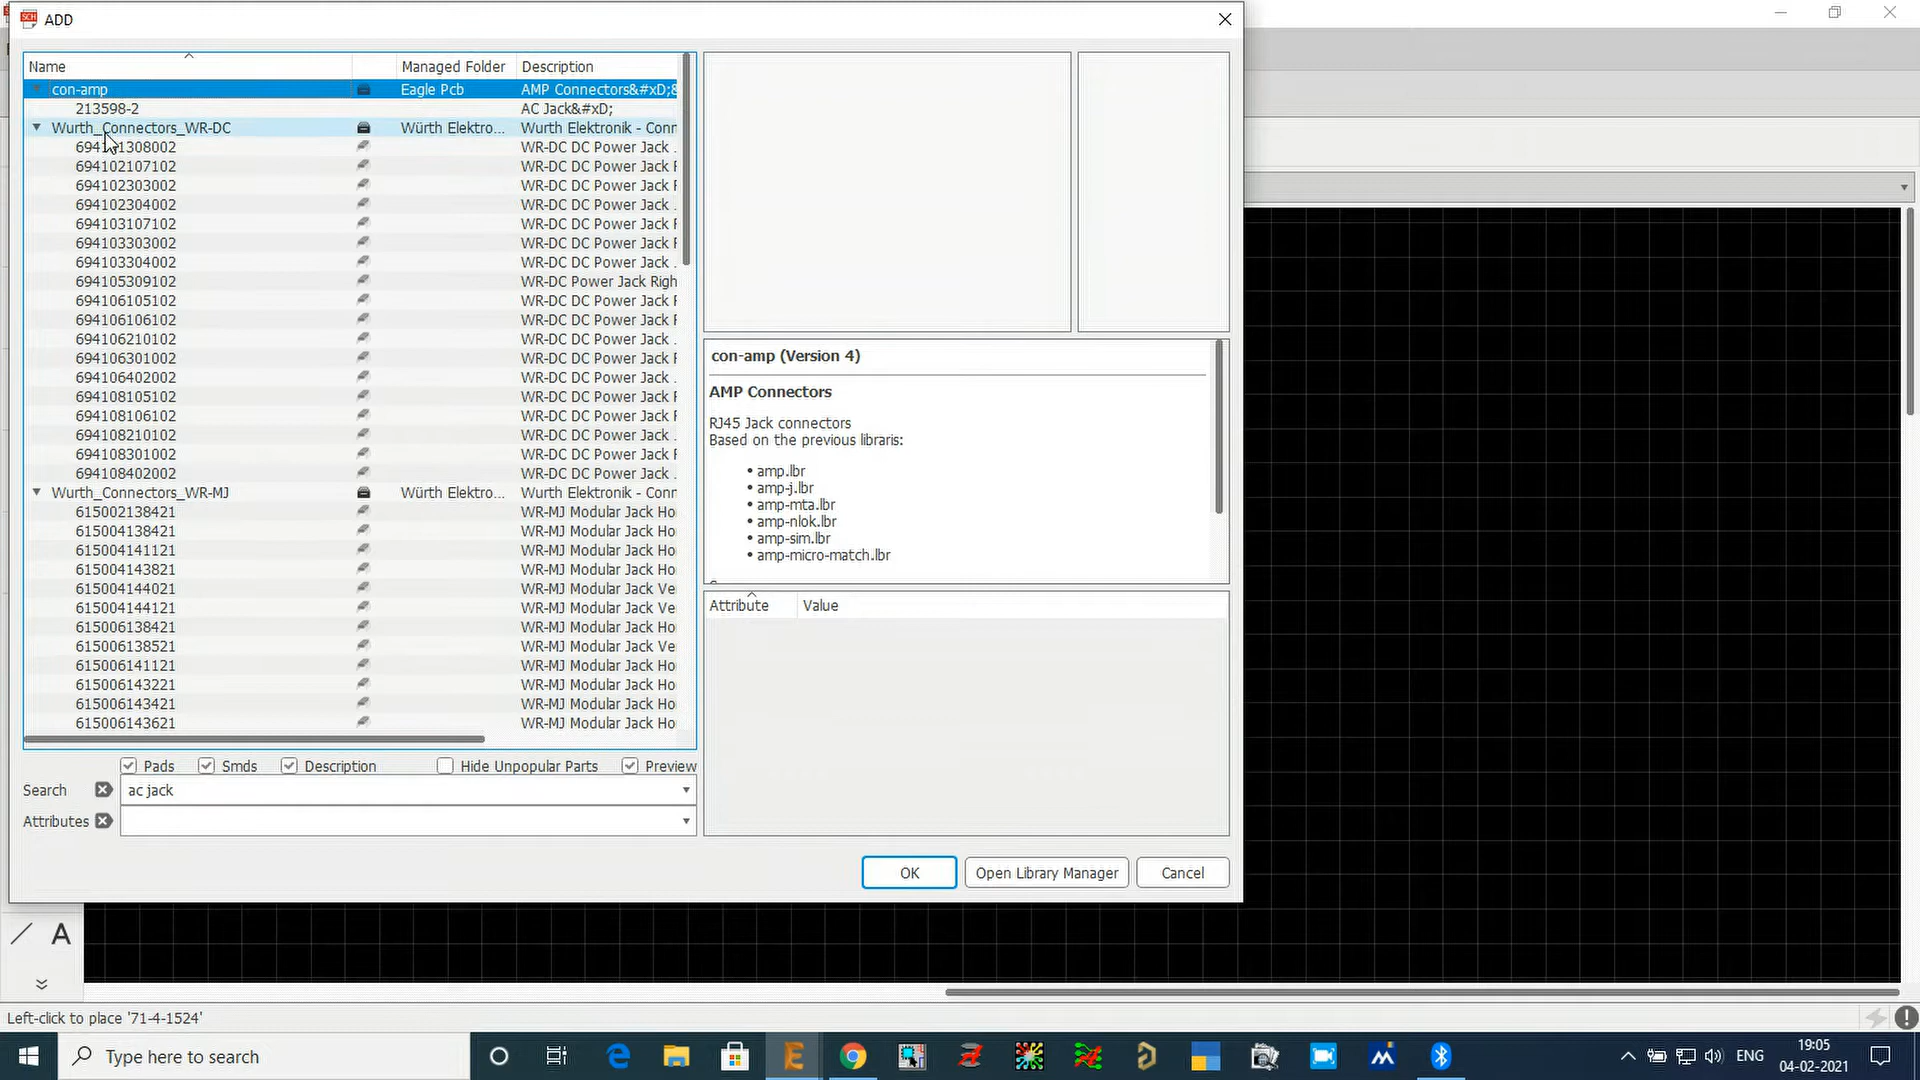 ADD
Name Managed Folder Description
con-amp Eagle Pcb AMP Connectors&#xD;&
213598-2 AC Jack&#xD;
Wurth_Connectors_WR-DC Würth Elektro... Wurth Elektronik - Conn
694101308002 WR-DC DC Power Jack .
694102107102 WR-DC DC Power Jack R
694102303002 WR-DC DC Power Jack R
694102304002 WR-DC DC Power Jack .
694103107102 WR-DC DC Power Jack R
694103303002 WR-DC DC Power Jack R
694103304002 WR-DC DC Power Jack .
694105309102 WR-DC Power Jack Righ
694106105102 WR-DC DC Power Jack R
694106106102 WR-DC DC Power Jack R
694106210102 WR-DC DC Power Jack R
694106301002 WR-DC DC Power Jack R
694106402002 WR-DC DC Power Jack .
694108105102 WR-DC DC Power Jack R
694108106102 WR-DC DC Power Jack R
694108210102 WR-DC DC Power Jack .
694108301002 WR-DC DC Power Jack R
694108402002 WR-DC DC Power Jack .
Wurth_Connectors_WR-MJ Würth Elektro... Wurth Elektronik - Conn
615002138421 WR-MJ Modular Jack Ho
615004138421 WR-MJ Modular Jack Ho
615004141121 WR-MJ Modular Jack Ho
615004143821 WR-MJ Modular Jack Ho
615004144021 WR-MJ Modular Jack Ve
615004144121 WR-MJ Modular Jack Ve
615006138421 WR-MJ Modular Jack Ho
615006138521 WR-MJ Modular Jack Ve
615006141121 WR-MJ Modular Jack Ho
615006143221 WR-MJ Modular Jack Ho
615006143421 WR-MJ Modular Jack Ho
615006143621 WR-MJ Modular Jack Ho
con-amp (Version 4)
AMP Connectors
RJ45 Jack connectors
Based on the previous libraris:
• amp.lbr
• amp-j.lbr
• amp-mta.lbr
• amp-nlok.lbr
• amp-sim.lbr
• amp-micro-match.lbr
Attribute Value
Pads Smds Description Hide Unpopular Parts Preview
Search ac jack
Attributes
OK Open Library Manager Cancel
A
Left-click to place '71-4-1524'
Type here to search
ENG
19:05
04-02-2021